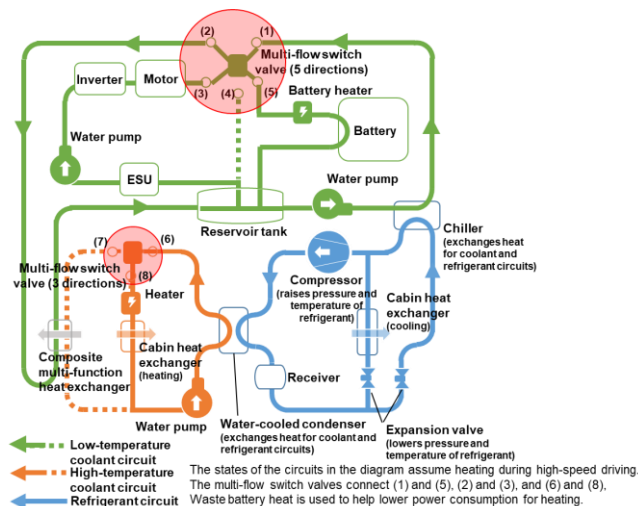 (2)
(1)
Multi-flow switch
valve (5 directions)
Inverter
Motor
(3)
(4)
(5)
Battery heater
Battery
Water pump
ESU
Water pump
Reservoir tank
Chiller
(exchanges heat
for coolant and
refrigerant circuits)
(7)
(6)
Multi-flow switch
valve (3 directions)
(8)
Heater
Compressor
(raises pressure and
temperature of
refrigerant)
Cabin heat
exchanger
(cooling)
Composite
multi-function
heat exchanger
Cabin heat
exchanger
(heating)
Receiver
Water pump
Water-cooled condenser
(exchanges heat for coolant and
refrigerant circuits)
Expansion valve
(lowers pressure and
temperature of refrigerant)
Low-temperature
coolant circuit
High-temperature
coolant circuit
Refrigerant circuit
The states of the circuits in the diagram assume heating during high-speed driving.
The multi-flow switch valves connect (1) and (5), (2) and (3), and (6) and (8),
Waste battery heat is used to help lower power consumption for heating.